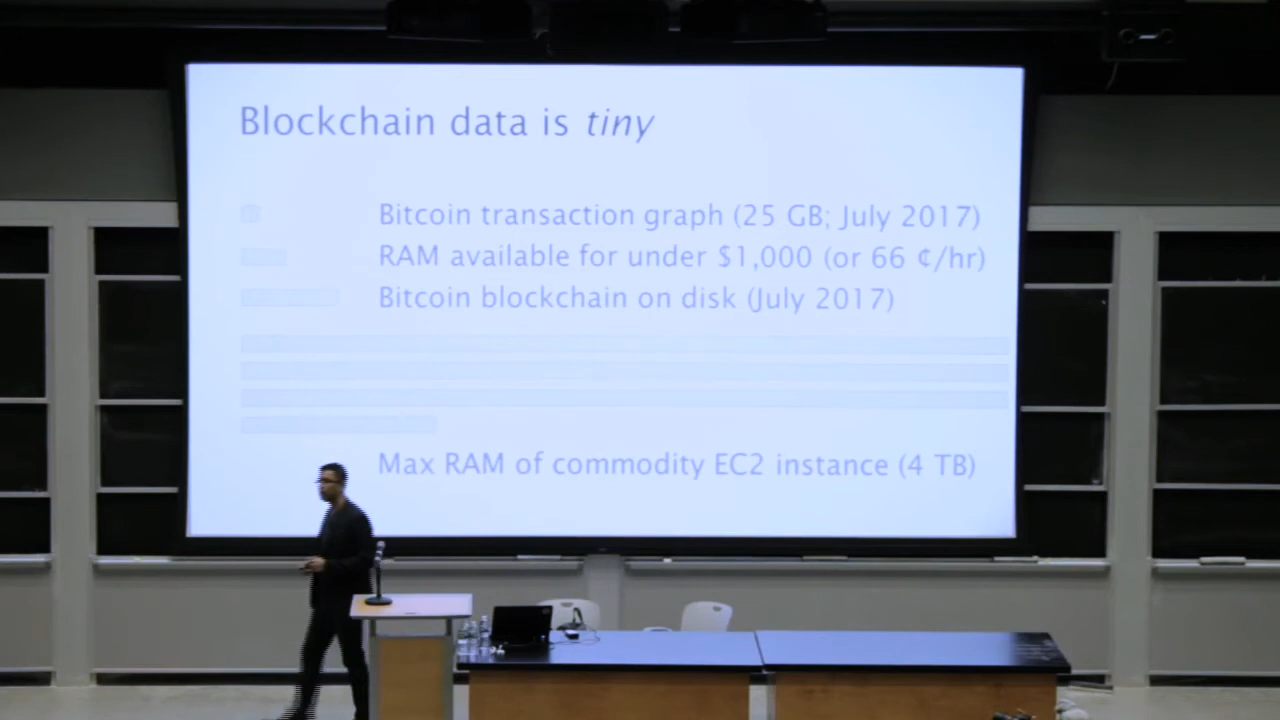 Blockchain data is tiny
Bitcoin transaction graph (25 GB; July 2017)
RAM available for under $1,000 (or 66 ¢/hr)
Bitcoin blockchain on disk (July 2017)
Max RAM of commodity EC2 instance (4 TB)